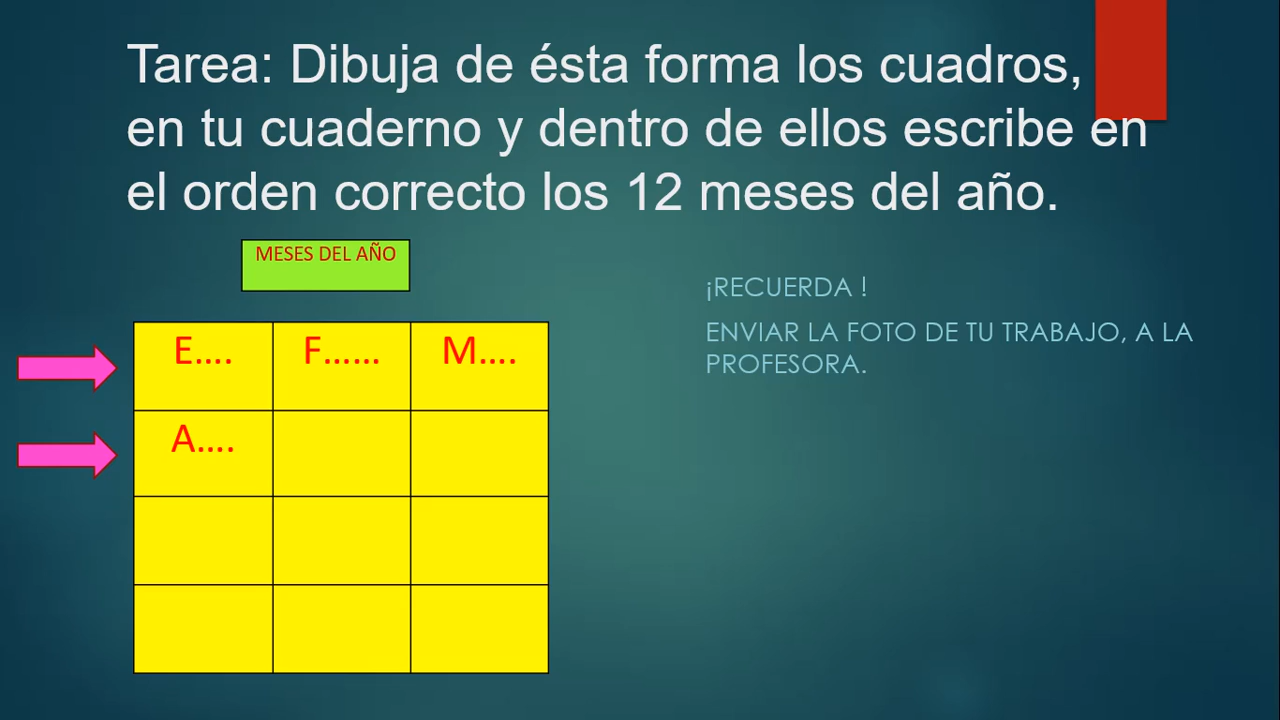 Tarea: Dibuja de ésta forma los cuadros,
en tu cuaderno y dentro de ellos escribe en
el orden correcto los 12 meses del año.
MESES DEL AÑO
E.... F...... M....
A....
¡RECUERDA !
ENVIAR LA FOTO DE TU TRABAJO, A LA
PROFESORA.